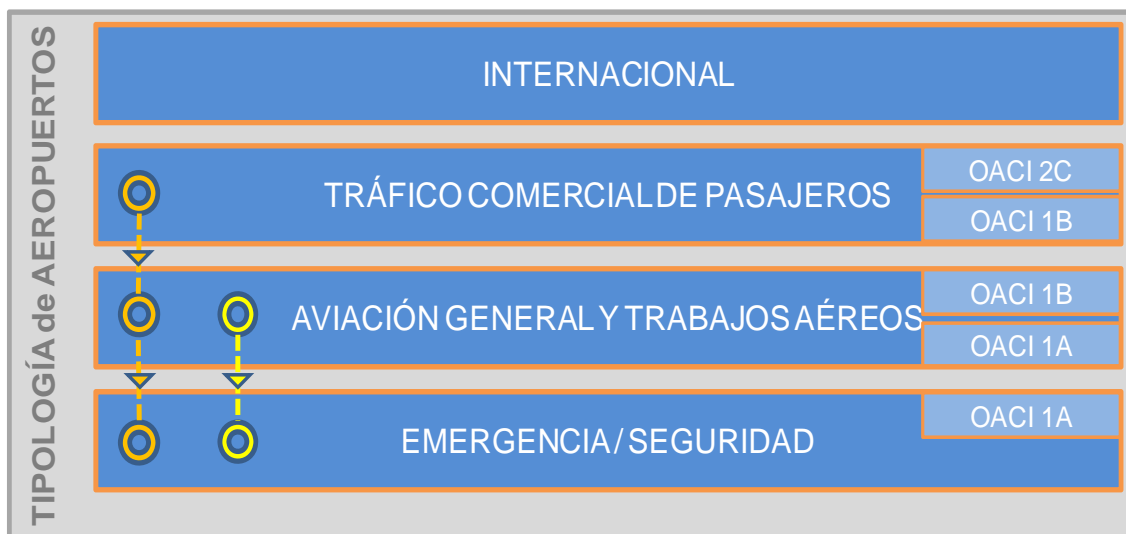 TIPOLOGÍA de AEROPUERTOS
INTERNACIONAL
TRÁFICO COMERCIAL DE PASAJEROS
OACI 2C
OACI 1B
AVIACIÓN GENERAL Y TRABAJOS AÉREOS
OACI 1B
OACI 1A
EMERGENCIA / SEGURIDAD
OACI 1A